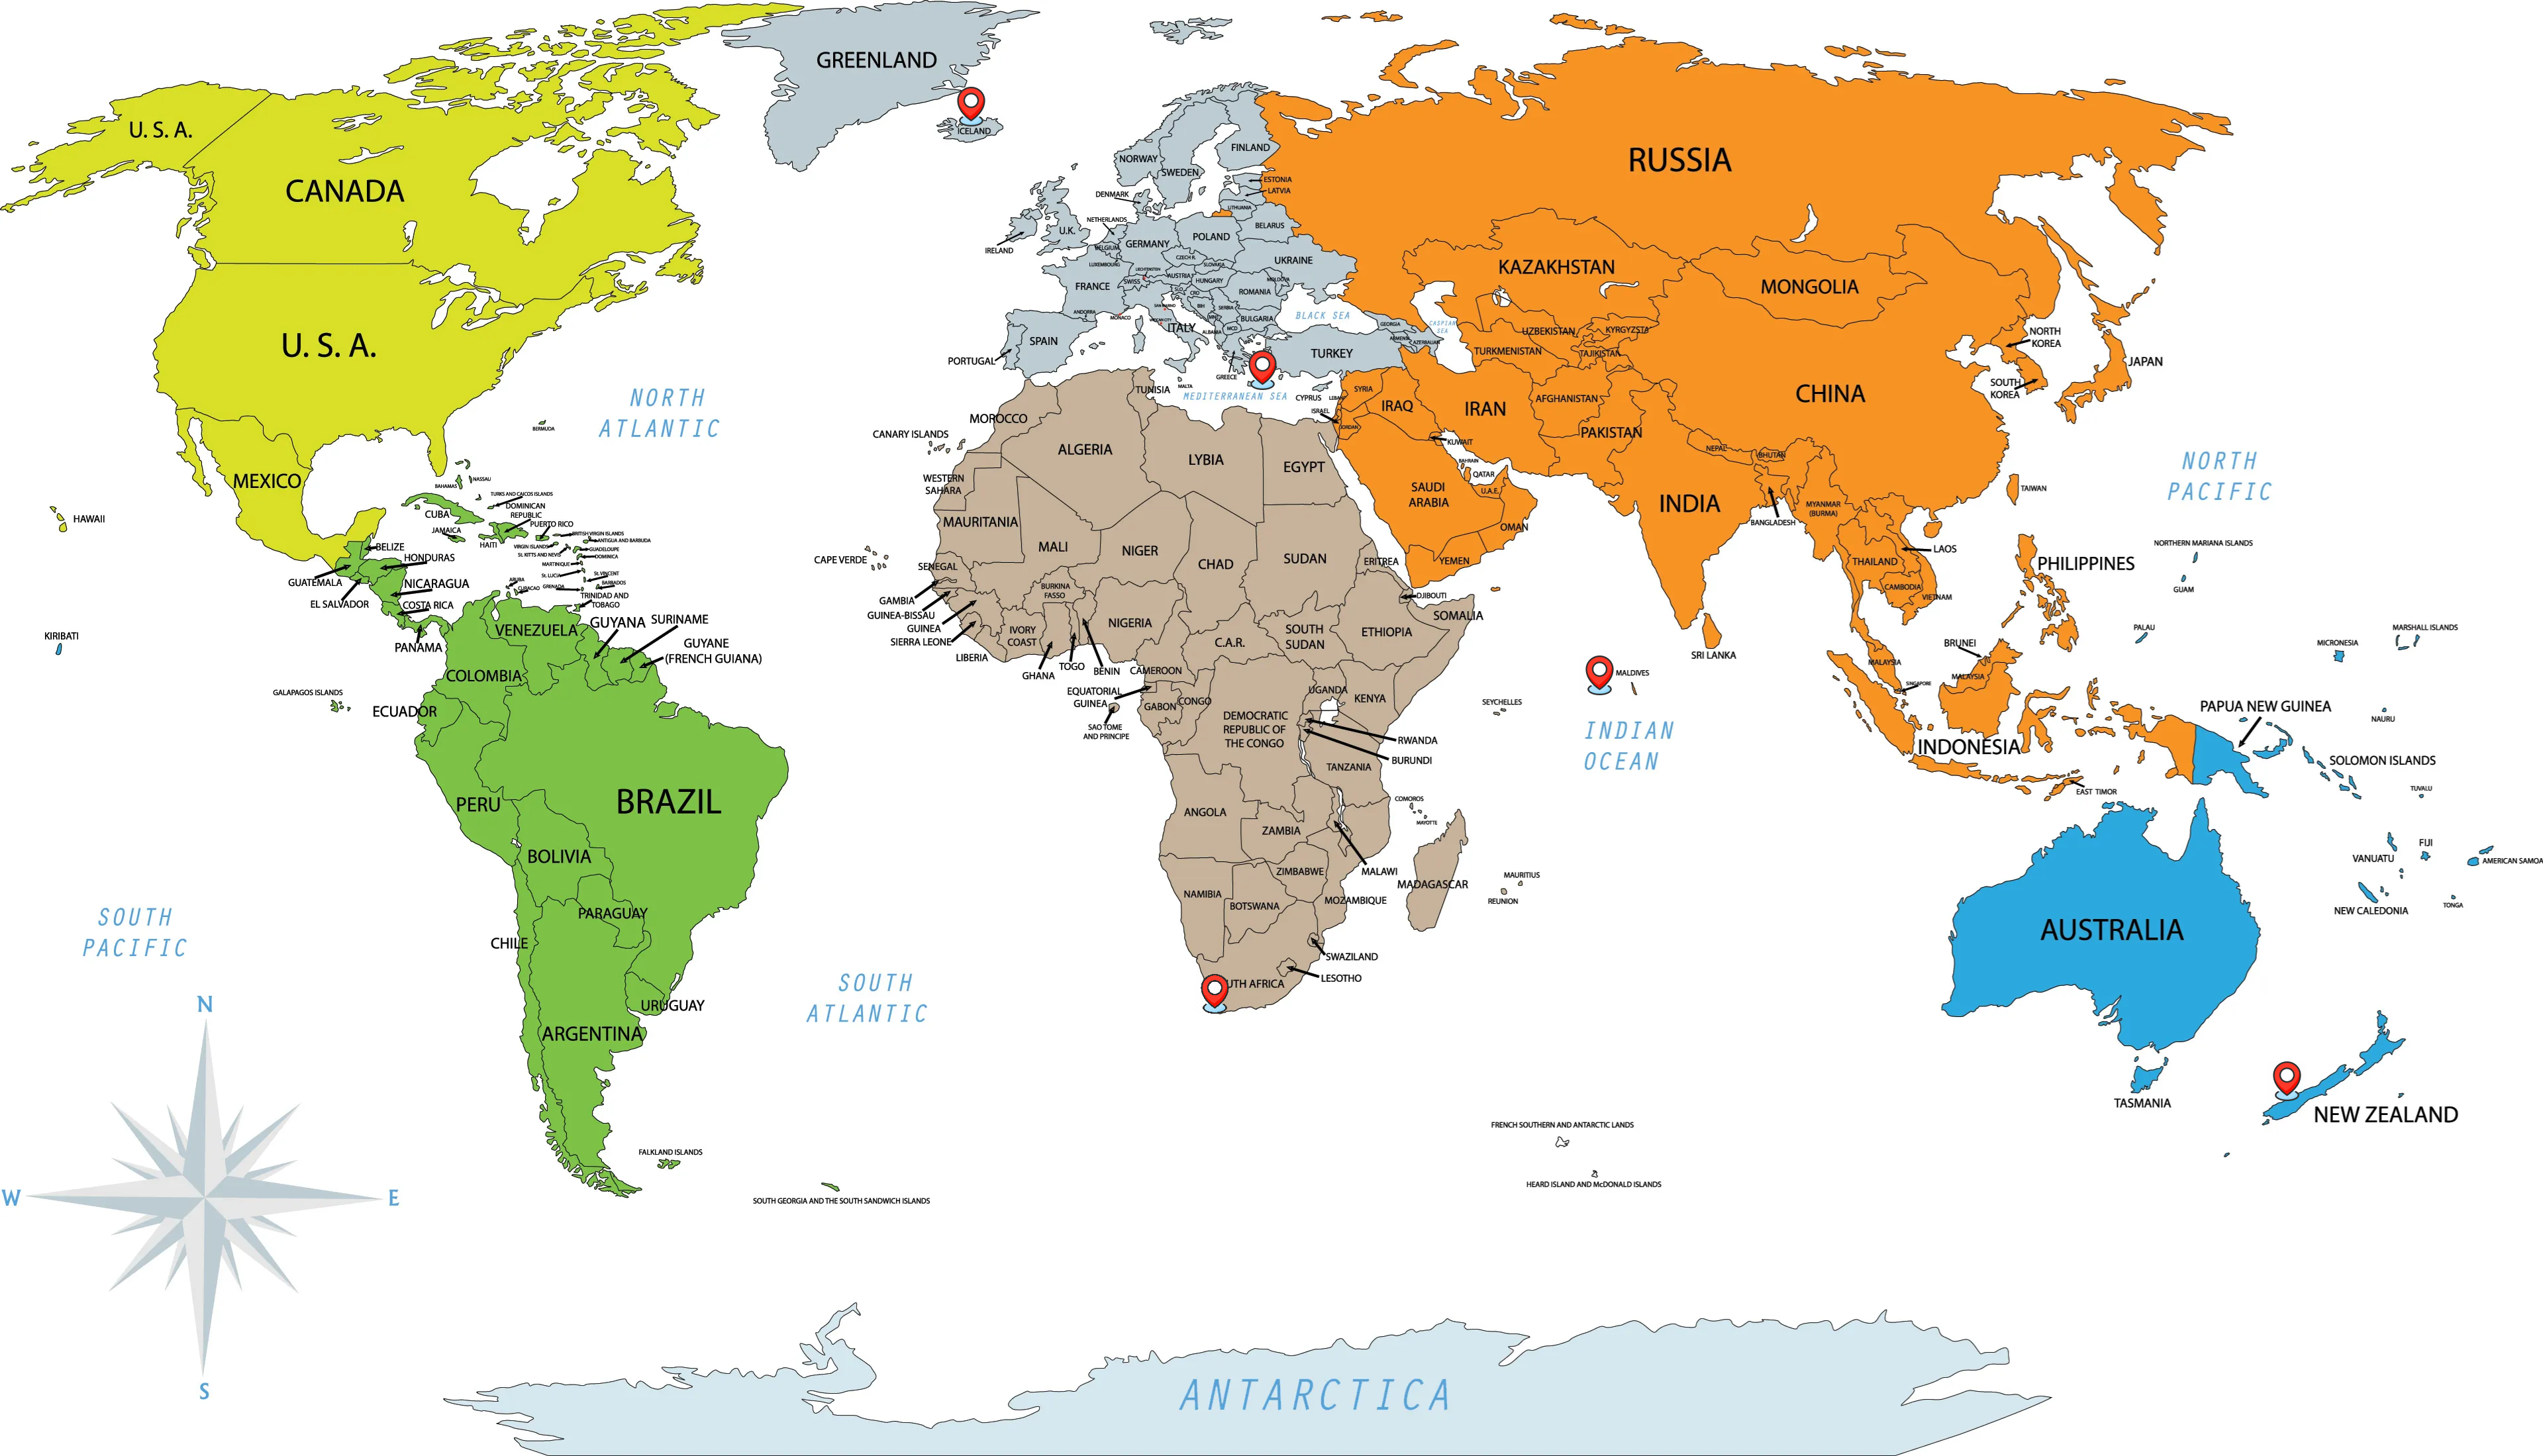 GREENLAND
U. S. A.
CANADA
ICELAND
RUSSIA
NORWAY
SWEDEN
FINLAND
ESTONIA
LATVIA
LITHUANIA
DENMARK
NETHERLANDS
IRELAND
U.K.
BELGIUM
LUXEMBOURG
GERMANY
POLAND
BELARUS
CZECH R.
SLOVAKIA
UKRAINE
LIECHTENSTEIN
SWISS
AUSTRIA
HUNGARY
MOLDOVA
ROMANIA
FRANCE
SLO
CRO
BIH
SERBIA
SAN MARINO
ANDORRA
MONACO
VATICAN CITY
ITALY
MCD
ALBANIA
BULGARIA
SPAIN
PORTUGAL
GREECE
TURKEY
MALTA
BLACK SEA
CASPIAN
SEA
GEORGIA
ARMENIA
AZERBAIJAN
MEDITERRANEAN SEA
CYPRUS
KAZAKHSTAN
MONGOLIA
UZBEKISTAN
KYRGYZSTA
TURKMENISTAN
TAJIKISTAN
NORTH
KOREA
SOUTH
KOREA
JAPAN
CHINA
U. S. A.
NORTH
ATLANTIC
BERMUDA
MEXICO
HAWAII
BAHAMAS
NASSAU
TURKS AND CAICOS ISLANDS
CUBA
DOMINICAN
REPUBLIC
PUERTO RICO
JAMAICA
HAITI
BRITISH VIRGIN ISLANDS
VIRGIN ISLANDS
ANTIGUA AND BARBUDA
ST. KITTS AND NEVIS
GUADELOUPE
DOMINICA
MARTINIQUE
St. LUCIA
St. VINCENT
BARBADOS
ARUBA
CURACAO
GRENADA
TRINIDAD AND
TOBAGO
BELIZE
HONDURAS
GUATEMALA
NICARAGUA
EL SALVADOR
COSTA RICA
PANAMA
KIRIBATI
VENEZUELA
GUYANA
SURINAME
GUYANE
(FRENCH GUIANA)
COLOMBIA
GALAPAGOS ISLANDS
ECUADOR
PERU
BRAZIL
BOLIVIA
PARAGUAY
CHILE
URUGUAY
ARGENTINA
FALKLAND ISLANDS
SOUTH GEORGIA AND THE SOUTH SANDWICH ISLANDS
SOUTH
PACIFIC
SOUTH
ATLANTIC
TUNISIA
MOROCCO
CANARY ISLANDS
ALGERIA
LYBIA
EGYPT
WESTERN
SAHARA
MAURITANIA
MALI
NIGER
CHAD
SUDAN
ERITREA
CAPE VERDE
SENEGAL
GAMBIA
GUINEA-BISSAU
GUINEA
SIERRA LEONE
LIBERIA
IVORY
COAST
BURKINA
FASSO
GHANA
TOGO
BENIN
NIGERIA
CAMEROON
C.A.R.
SOUTH
SUDAN
ETHIOPIA
DJIBOUTI
SOMALIA
EQUATORIAL
GUINEA
SAO TOME
AND PRINCIPE
GABON
CONGO
DEMOCRATIC
REPUBLIC OF
THE CONGO
UGANDA
KENYA
RWANDA
BURUNDI
TANZANIA
SEYCHELLES
COMOROS
MAYOTTE
ANGOLA
ZAMBIA
MALAWI
ZIMBABWE
MOZAMBIQUE
MADAGASCAR
MAURITIUS
REUNION
NAMIBIA
BOTSWANA
SWAZILAND
LESOTHO
UTH AFRICA
SYRIA
LEBAN
ISRAEL
JORDAN
IRAQ
IRAN
KUWAIT
BAHRAIN
QATAR
U.A.E.
SAUDI
ARABIA
OMAN
YEMEN
AFGHANISTAN
PAKISTAN
NEPAL
BHUTAN
INDIA
BANGLADESH
MYANMAR
(BURMA)
SRI LANKA
MALDIVES
INDIAN
OCEAN
TAIWAN
LAOS
THAILAND
CAMBODIA
VIETNAM
PHILIPPINES
BRUNEI
MALAYSIA
MALAYSIA
SINGAPORE
INDONESIA
EAST TIMOR
NORTH
PACIFIC
NORTHERN MARIANA ISLANDS
GUAM
PALAU
MICRONESIA
MARSHALL ISLANDS
PAPUA NEW GUINEA
NAURU
SOLOMON ISLANDS
TUVALU
VANUATU
FIJI
AMERICAN SAMOA
NEW CALEDONIA
TONGA
AUSTRALIA
TASMANIA
NEW ZEALAND
FRENCH SOUTHERN AND ANTARCTIC LANDS
HEARD ISLAND AND McDONALD ISLANDS
N
W
E
S
ANTARCTICA